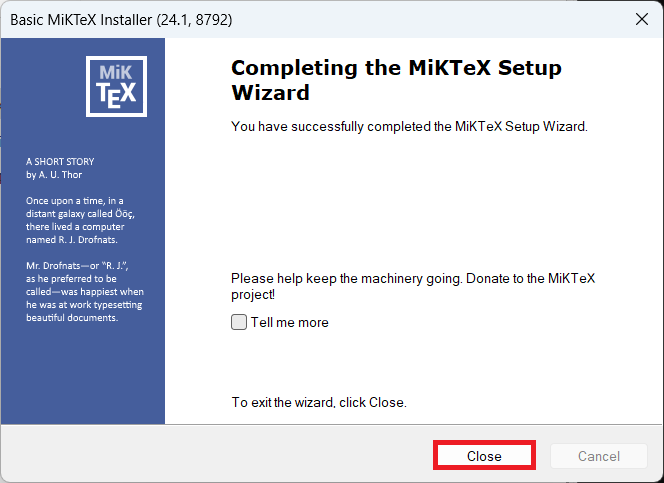 Basic MiKTeX Installer (24.1, 8792)
MiK
TEX
A SHORT STORY
by A. U. Thor
Once upon a time, in a
distant galaxy called Ööç,
there lived a computer
named R. J. Drofnats.
Mr. Drofnats—or “R. J.”,
as he preferred to be
called—was happiest when
he was at work typesetting
beautiful documents.
Completing the MiKTeX Setup
Wizard
You have successfully completed the MiKTeX Setup Wizard.
Please help keep the machinery going. Donate to the MiKTeX
project!
Tell me more
To exit the wizard, click Close.
Close
Cancel